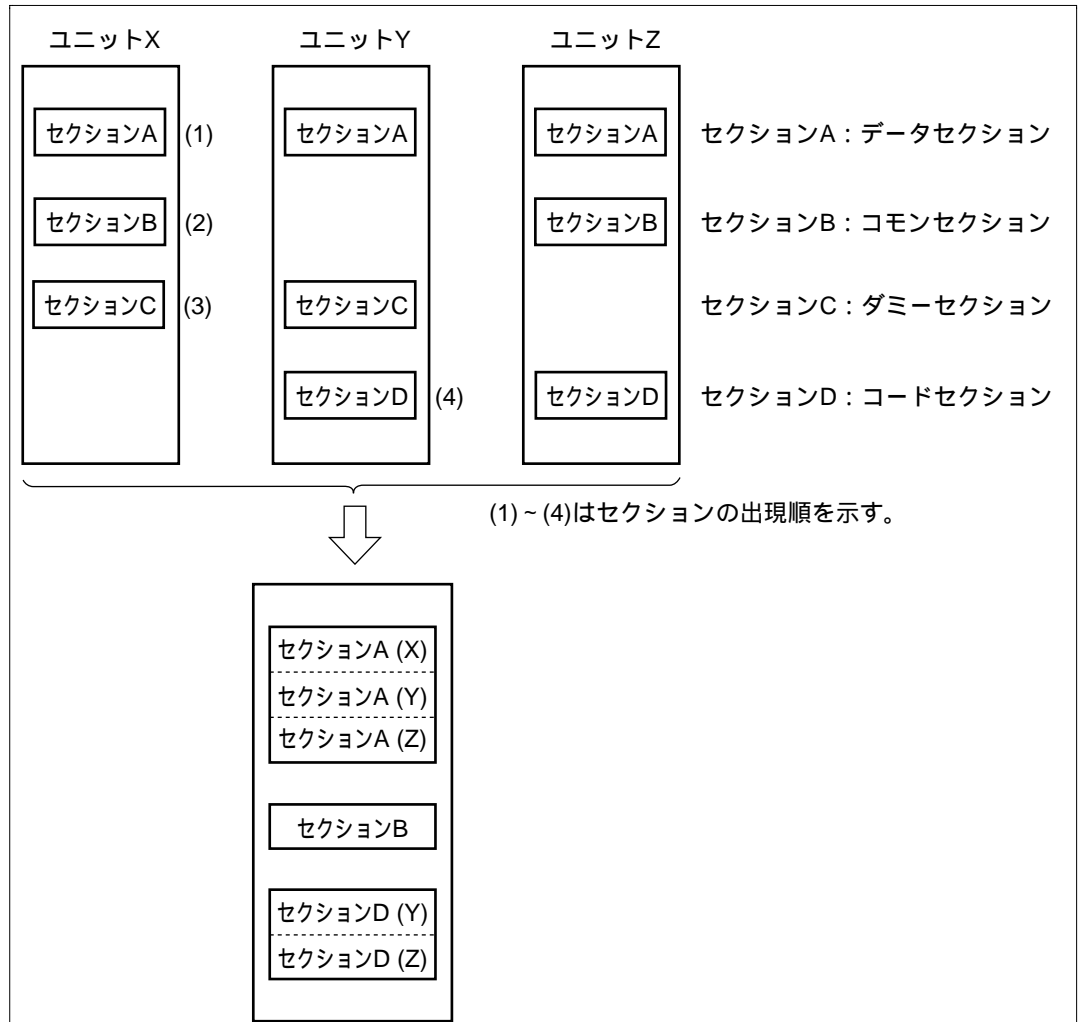 ユニットX ユニットY ユニットZ
セクションA (1) セクションA セクションA セクションA：データセクション
セクションB (2) セクションB セクションB：コモンセクション
セクションC (3) セクションC セクションC：ダミーセクション
セクションD (4) セクションD セクションD：コードセクション
(1) ~ (4)はセクションの出現順を示す。
セクションA (X)
セクションA (Y)
セクションA (Z)
セクションB
セクションD (Y)
セクションD (Z)